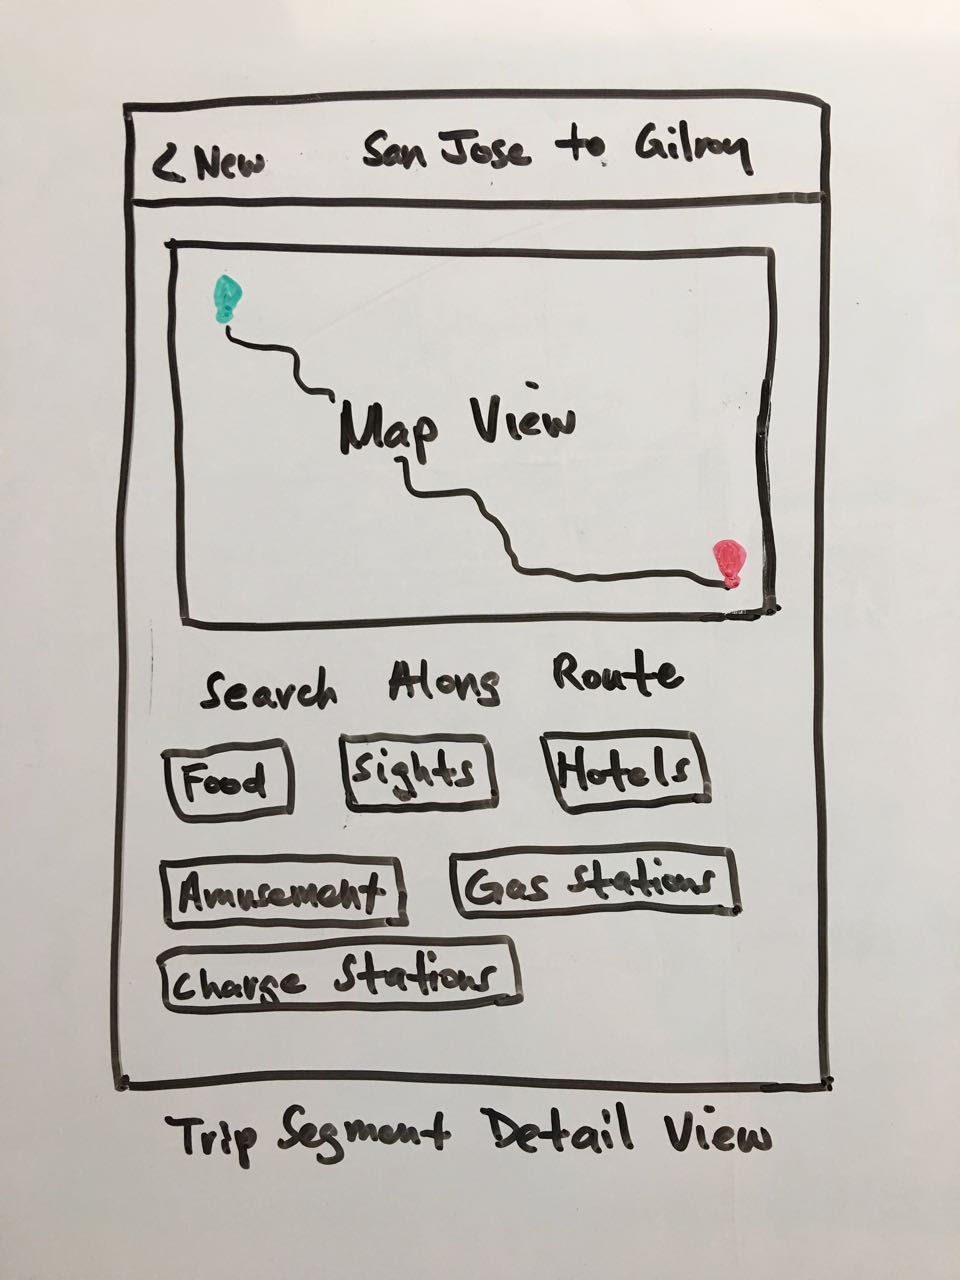 < New San Jose to Gilroy
Map View
Search Along Route
Food Sights Hotels
Amusement Gas Stations
Charge Stations
Trip Segment Detail View